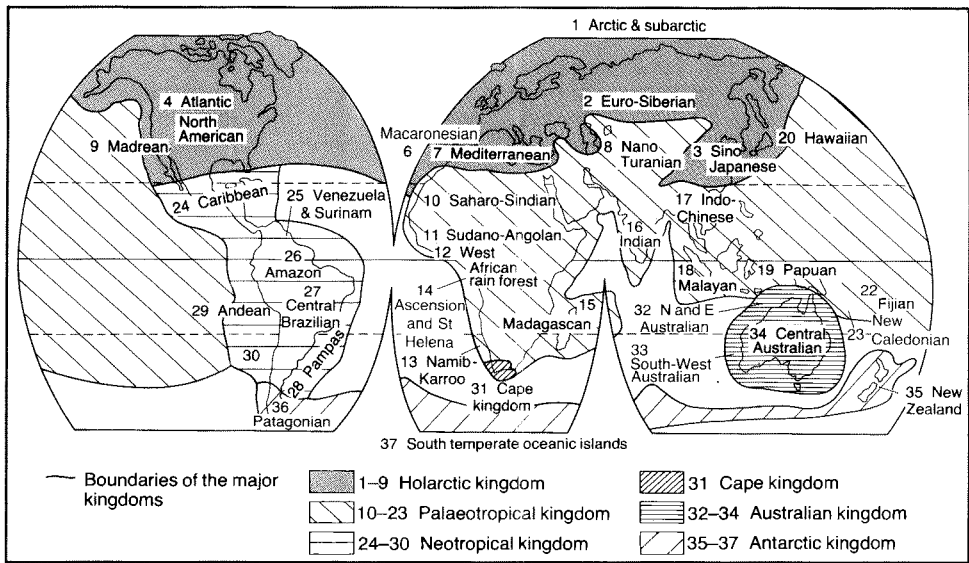 1 Arctic & subarctic
4 Atlantic
North
American
9 Madrean
2 Euro-Siberian
Macaronesian
6
7 Mediterranean
8 Nano
Turanian
3 Sino
Japanese
20 Hawaiian
24 Caribbean
25 Venezuela
& Surinam
10 Saharo-Sindian
17 Indo-
Chinese
11 Sudano-Angolan
16
Indian
12 West
African
rain forest
26
Amazon
18
Malayan
19 Papuan
27
Central
Brazilian
14
Ascension
and St
Helena
15
Madagascan
22
Fijian
29 Andean
32 N and E
Australian
New
23 Caledonian
34 Central
Australian
30
28 Pampas
13 Namib-
Karroo
33
South-West
Australian
31 Cape
kingdom
35 New
Zealand
36
Patagonian
37 South temperate oceanic islands
Boundaries of the major
kingdoms
1–9 Holarctic kingdom
10–23 Palaeotropical kingdom
24–30 Neotropical kingdom
31 Cape kingdom
32–34 Australian kingdom
35–37 Antarctic kingdom